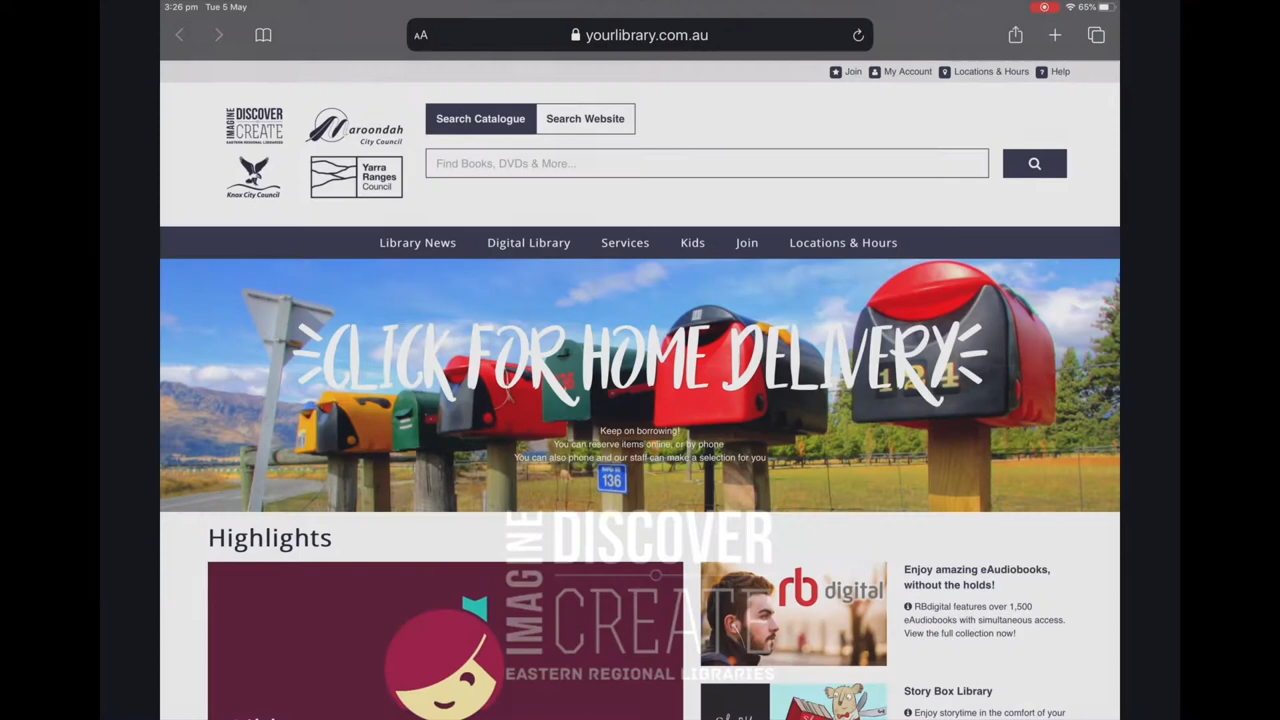 3:26 pm Tue 5 May
65%
AA
yourlibrary.com.au
Join
My Account
Locations & Hours
Help
IMAGINE
DISCOVER
CREATE
EASTERN REGIONAL LIBRARIES
Maroondah
City Council
Knox City Council
Yarra
Ranges
Council
Search Catalogue
Search Website
Find Books, DVDs & More...
Library News
Digital Library
Services
Kids
Join
Locations & Hours
CLICK FOR HOME DELIVERY
124
Keep on borrowing!
You can reserve items online, or by phone
You can also phone and our staff can make a selection for you
136
Highlights
IMAGINE
DISCOVER
CREATE
EASTERN REGIONAL LIBRARIES
rb digital
Enjoy amazing eAudiobooks,
without the holds!
RBdigital features over 1,500
eAudiobooks with simultaneous access.
View the full collection now!
Story Box Library
Enjoy storytime in the comfort of your